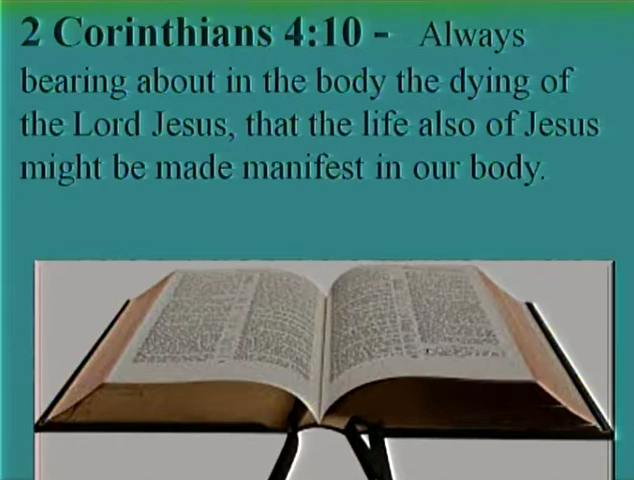 2 Corinthians 4:10 - Always
bearing about in the body the dying of
the Lord Jesus, that the life also of Jesus
might be made manifest in our body.